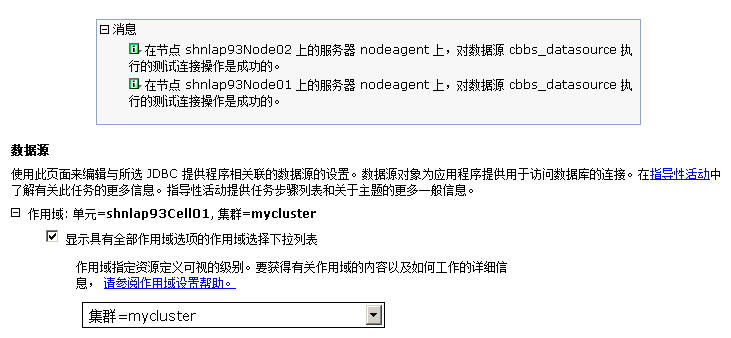 消息
在节点 shnlap93Node02 上的服务器 nodeagent 上，对数据源 cbbs_datasource 执
行的测试连接操作是成功的。
在节点 shnlap93Node01 上的服务器 nodeagent 上，对数据源 cbbs_datasource 执
行的测试连接操作是成功的。
数据源
使用此页面来编辑与所选 JDBC 提供程序相关联的数据源的设置。数据源对象为应用程序提供用于访问数据库的连接。在指导性活动中
了解有关此任务的更多信息。指导性活动提供任务步骤列表和关于主题的更多一般信息。
作用域: 单元=shnlap93Cell01, 集群=mycluster
显示具有全部作用域选项的作用域选择下拉列表
作用域指定资源定义可视的级别。要获得有关作用域的内容以及如何工作的详细信
息， 请参阅作用域设置帮助。
集群=mycluster